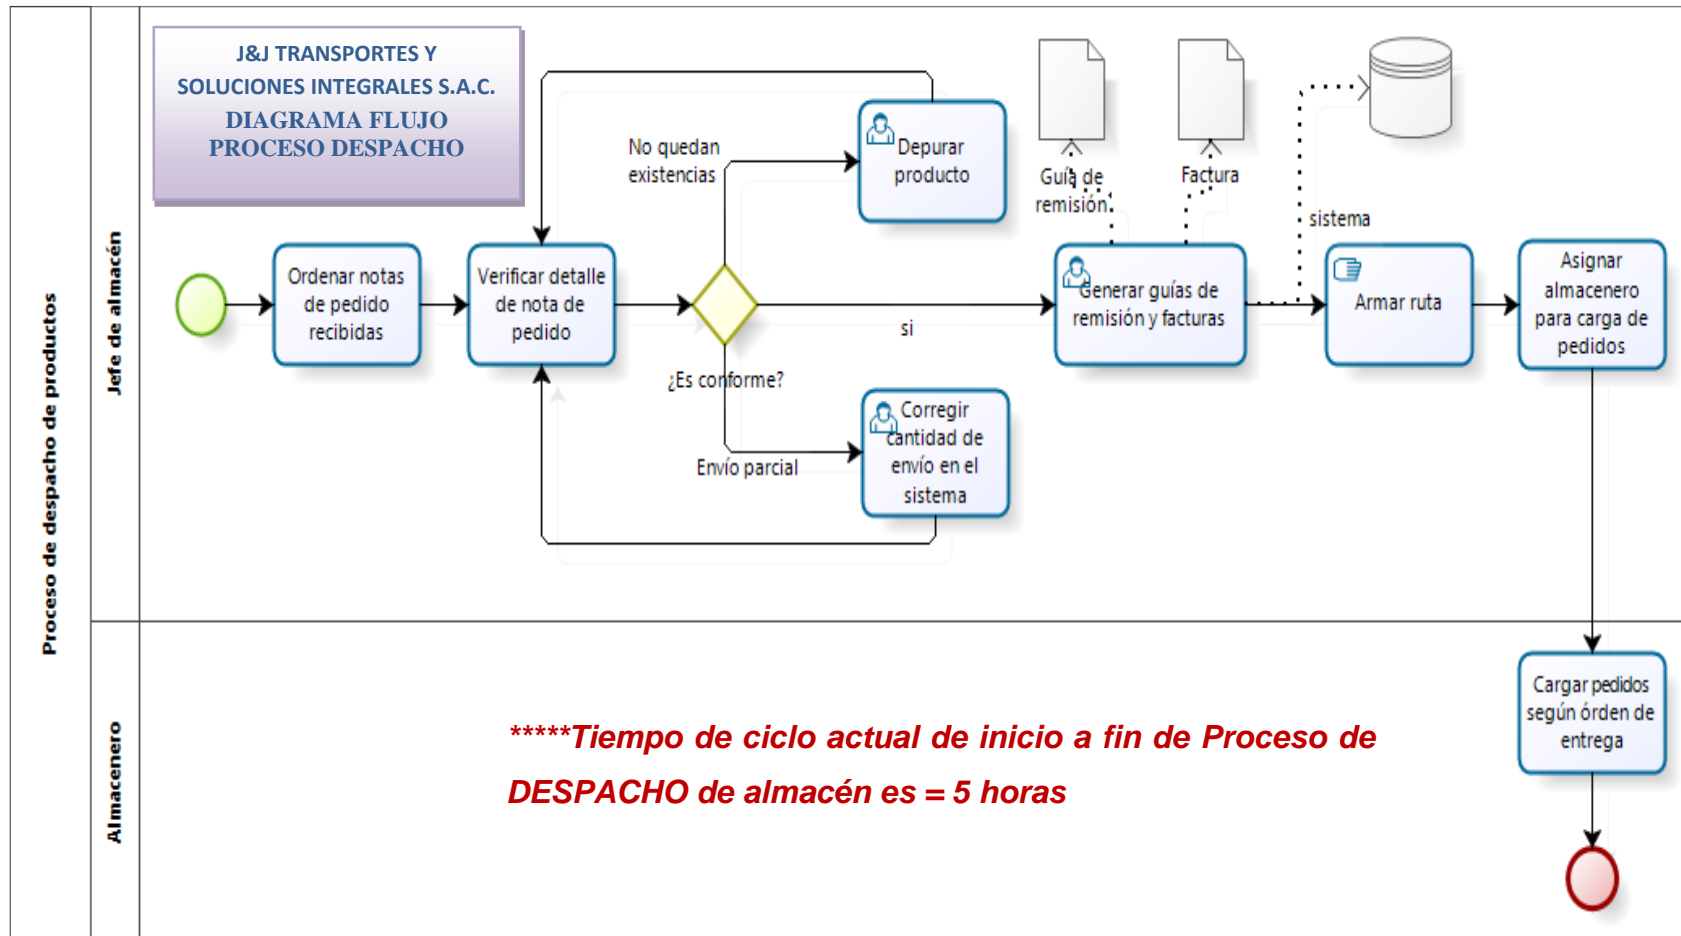 J&J TRANSPORTES Y
SOLUCIONES INTEGRALES S.A.C.
DIAGRAMA FLUJO
PROCESO DESPACHO
Proceso de despacho de productos
Jefe de almacén
Ordenar notas
de pedido
recibidas
Verificar detalle
de nota de
pedido
No quedan
existencias
¿Es conforme?
si
Envío parcial
Depurar
producto
Corregir
cantidad de
envío en el
sistema
Guía de
remisión
Factura
sistema
Generar guías de
remisión y facturas
Armar ruta
Asignar
almacenero
para carga de
pedidos
Almacenero
Cargar pedidos
según órden de
entrega
*****Tiempo de ciclo actual de inicio a fin de Proceso de
DESPACHO de almacén es = 5 horas